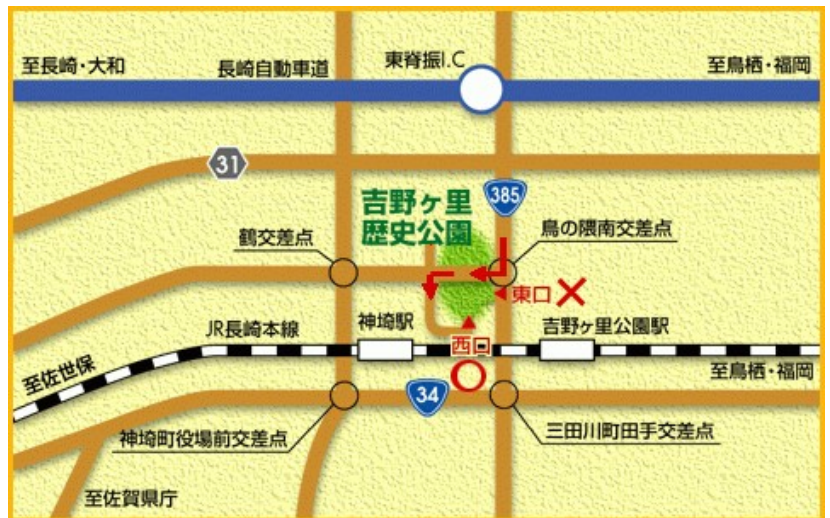 至長崎・大和
長崎自動車道
東脊振I.C
至鳥栖・福岡
31
385
吉野ヶ里
歴史公園
鶴交差点
鳥の隈南交差点
東口
JR長崎本線
神埼駅
吉野ヶ里公園駅
西口
至佐世保
至鳥栖・福岡
34
神埼町役場前交差点
三田川町田手交差点
至佐賀県庁